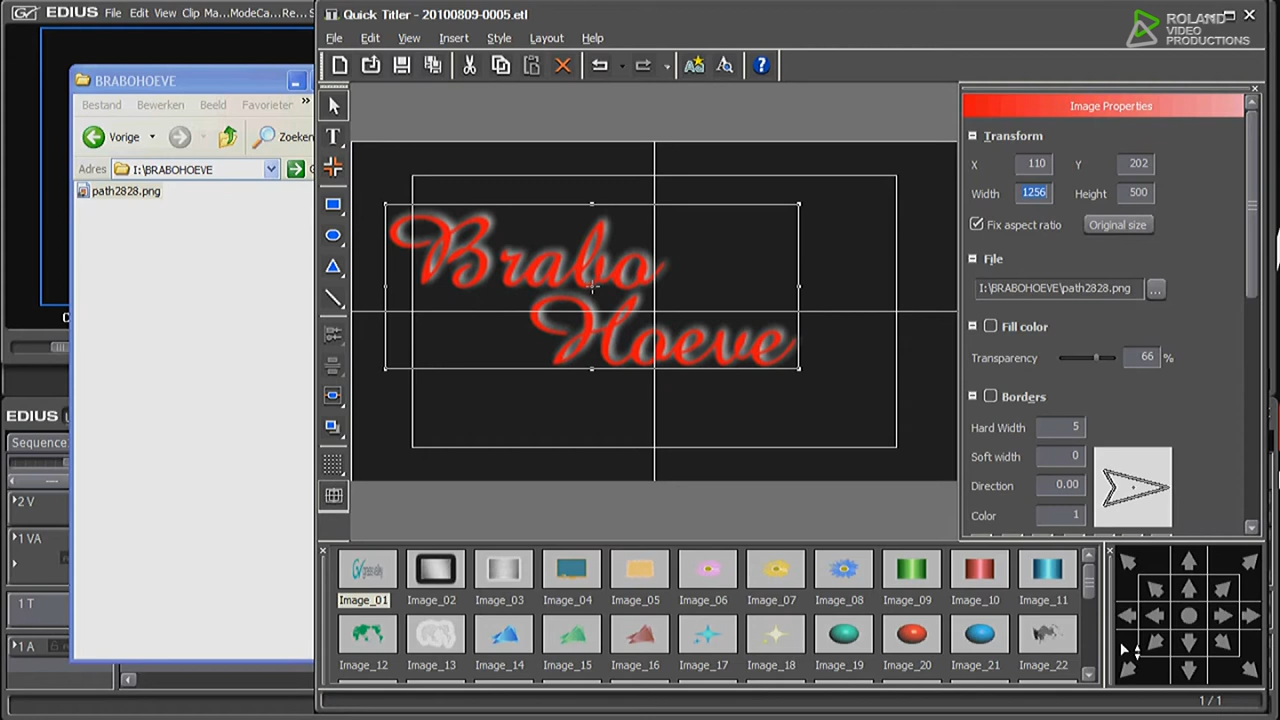 EDIUS File Edit View Clip Ma...ModeCa...Re...S
Quick Titler - 20100809-0005.etl
ROLAND
VIDEO
PRODUCTIONS
File Edit View Insert Style Layout Help
BRABOHOEVE
Bestand Bewerken Beeld Favorieten »
Vorige Zoeken
Adres I:\BRABOHOEVE
path2828.png
Image Properties
Transform
X 110 Y 202
Width 1256 Height 500
Fix aspect ratio Original size
File
I:\BRABOHOEVE\path2828.png ...
Fill color
Transparency 66 %
Borders
Hard Width 5
Soft width 0
Direction 0.00
Color 1
Brabo
Hoeve
EDIUS
Sequence
2 V
1 VA
1 T
1 A
Image_01 Image_02 Image_03 Image_04 Image_05 Image_06 Image_07 Image_08 Image_09 Image_10 Image_11
Image_12 Image_13 Image_14 Image_15 Image_16 Image_17 Image_18 Image_19 Image_20 Image_21 Image_22
1 / 1